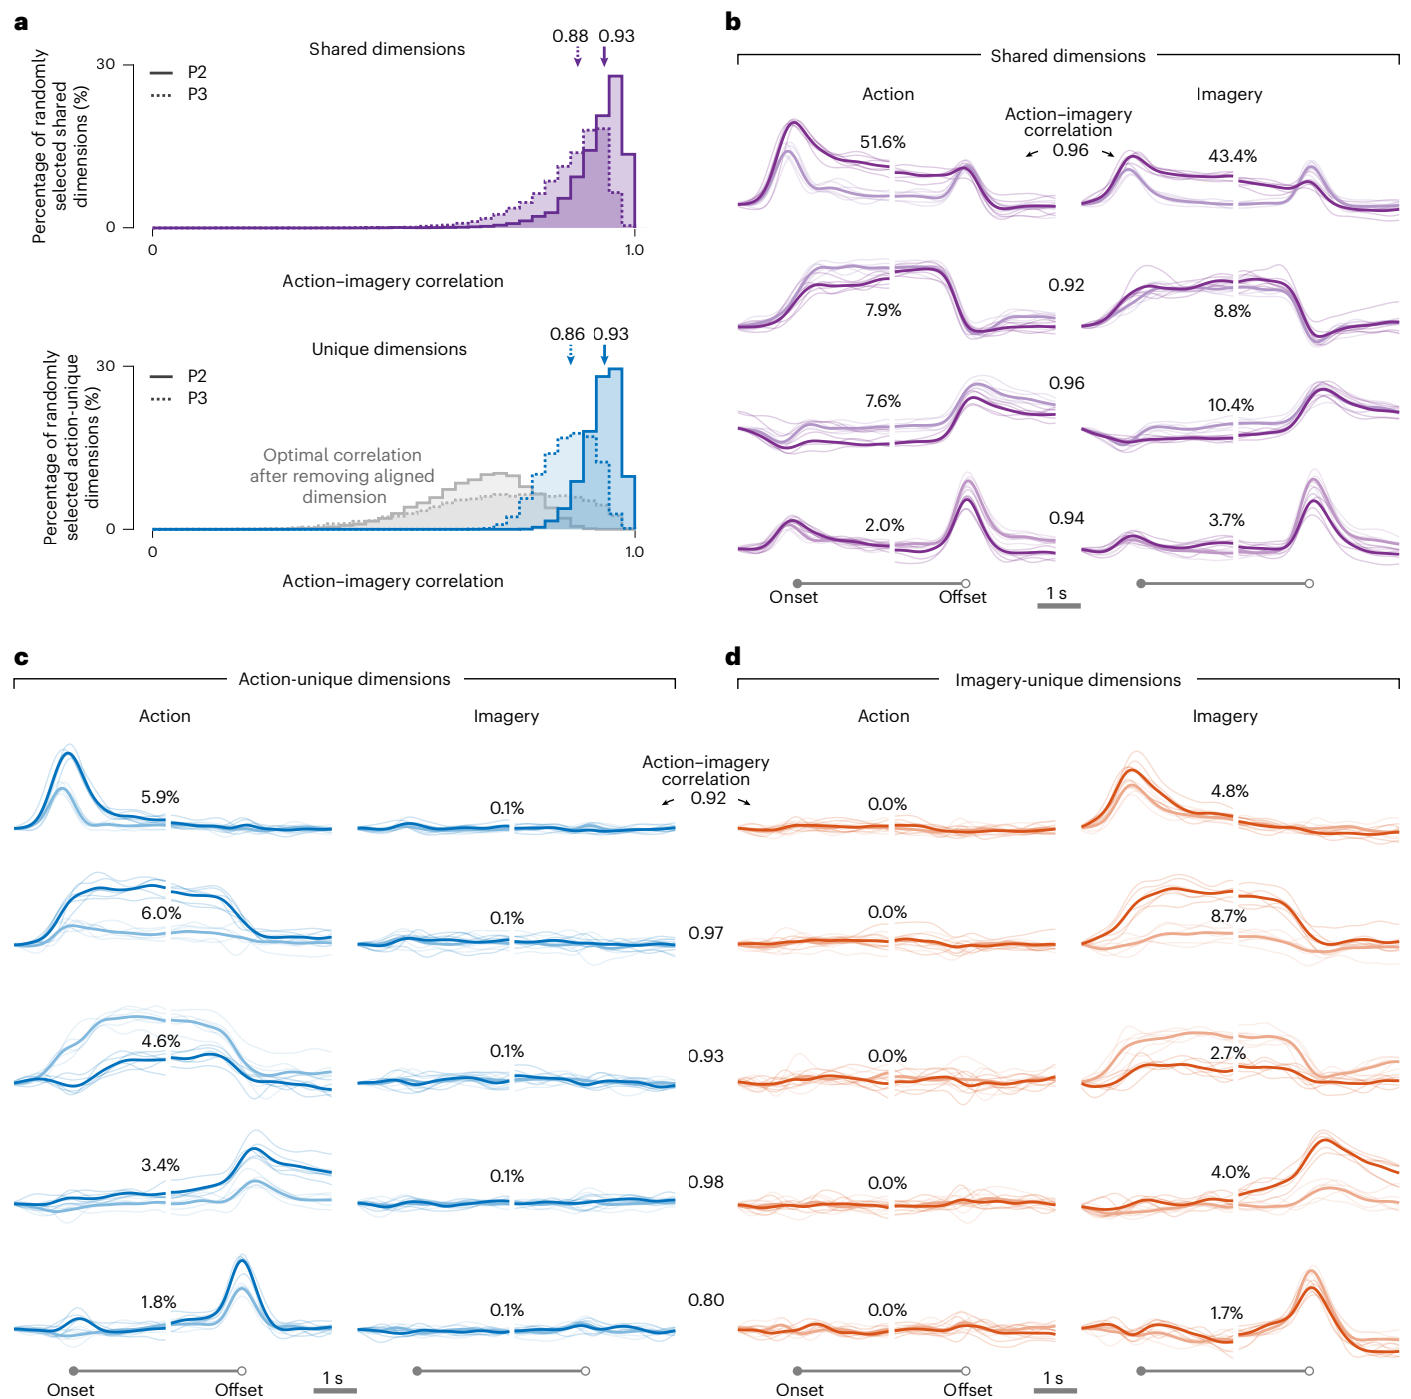 a
Shared dimensions
0.88
0.93
Percentage of randomly
selected shared
dimensions (%)
30
0
P2
P3
0
1.0
Action–imagery correlation
Unique dimensions
0.86
0.93
Percentage of randomly
selected action-unique
dimensions (%)
30
0
P2
P3
Optimal correlation
after removing aligned
dimension
0
1.0
Action–imagery correlation
b
Shared dimensions
Action
Imagery
Action–imagery
correlation
0.96
51.6%
43.4%
7.9%
0.92
8.8%
7.6%
0.96
10.4%
2.0%
0.94
3.7%
Onset
Offset
1 s
c
Action-unique dimensions
Action
Imagery
5.9%
0.1%
6.0%
0.1%
4.6%
0.1%
3.4%
0.1%
1.8%
0.1%
Onset
Offset
1 s
Action–imagery
correlation
0.92
0.97
0.93
0.98
0.80
d
Imagery-unique dimensions
Action
Imagery
0.0%
4.8%
0.0%
8.7%
0.0%
2.7%
0.0%
4.0%
0.0%
1.7%
Onset
Offset
1 s